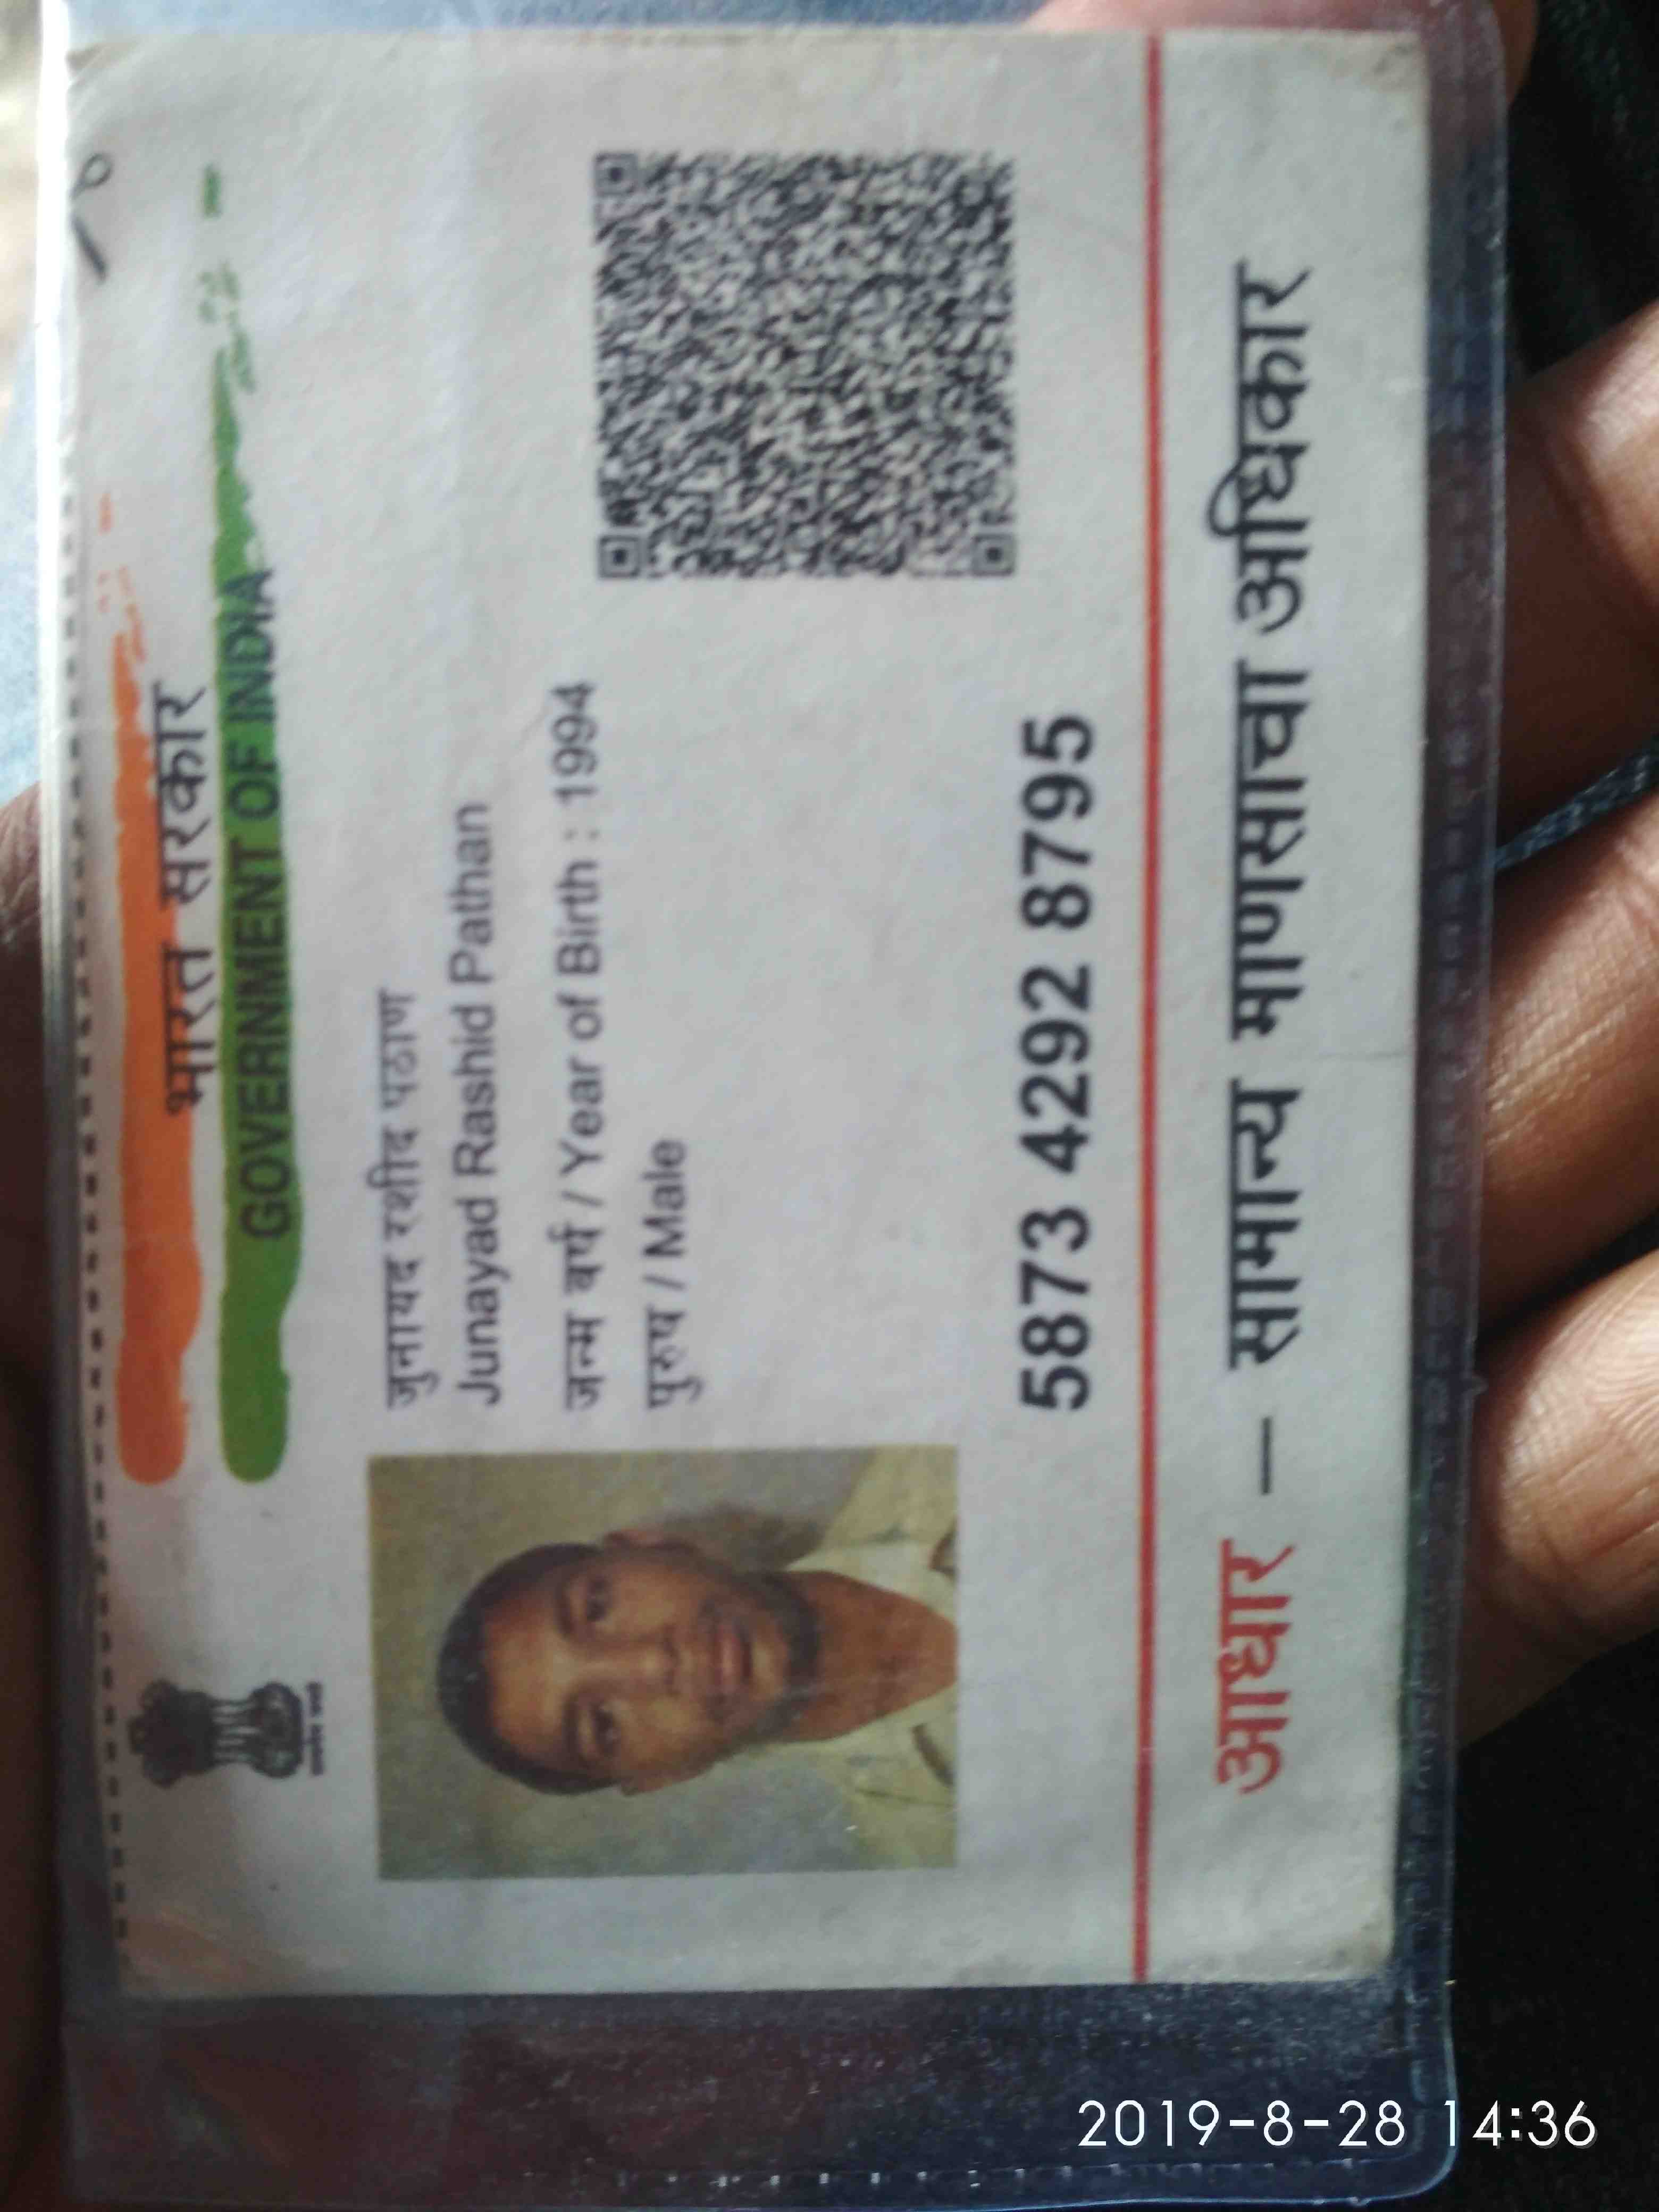 भारत सरकार
GOVERNMENT OF INDIA
जुनायद रशीद पठाण
Junayad Rashid Pathan
जन्म वर्ष / Year of Birth : 1994
पुरुष / Male
5873 4292 8795
आधार — सामान्य माणसाचा अधिकार
2019-8-28 14:36